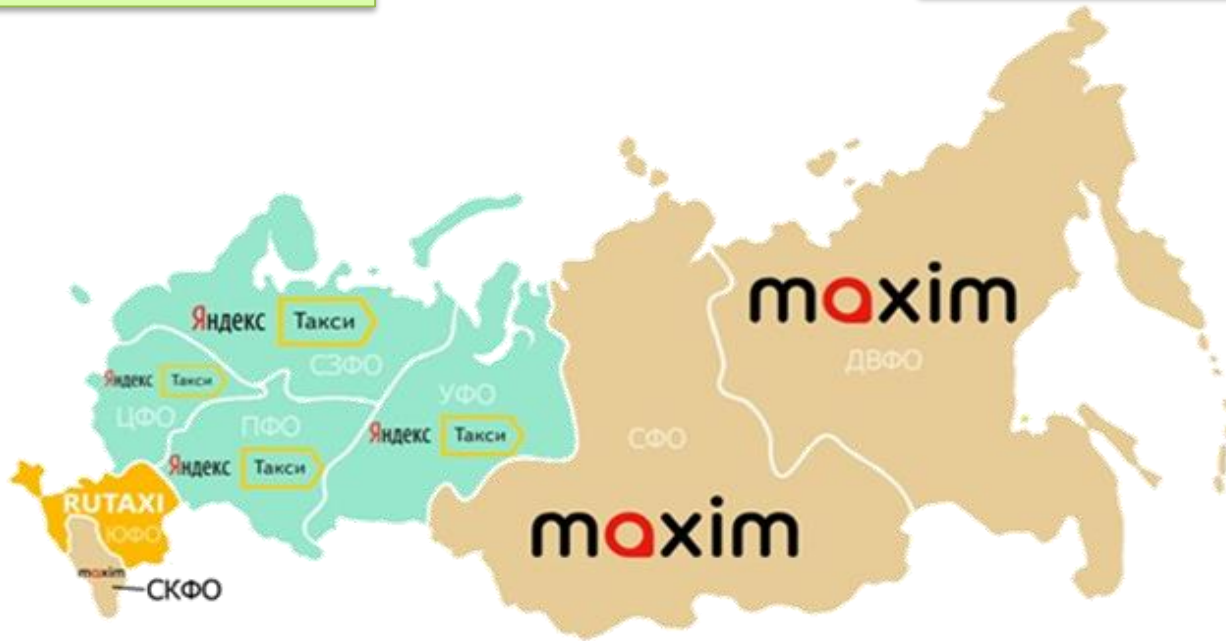 maxim
ДВФО
Яндекс Такси
СЗФО
Яндекс Такси
ЦФО
УФО
Яндекс Такси
ПФО
Яндекс Такси
СФО
maxim
RUTAXI
ЮФО
maxim
СКФО